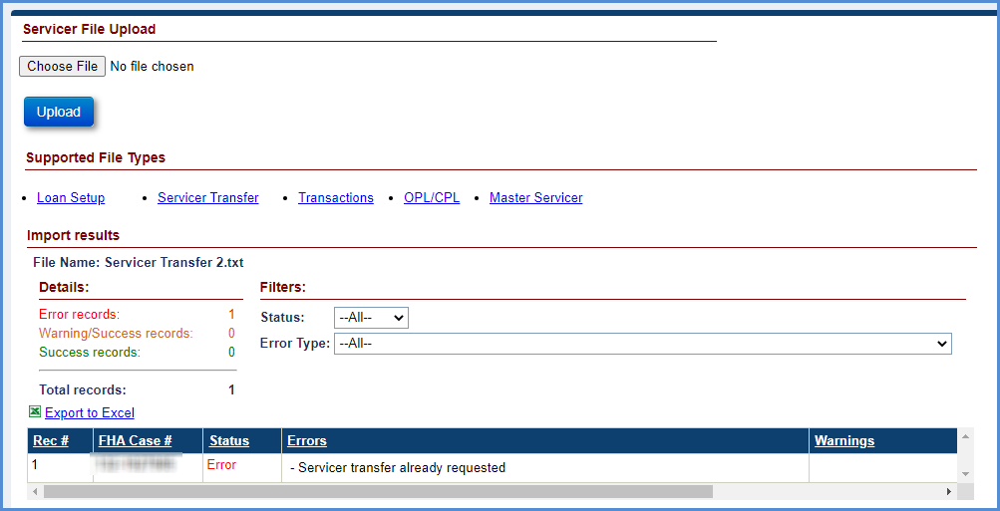 Servicer File Upload
Choose File No file chosen
Upload
Supported File Types
Loan Setup Servicer Transfer Transactions OPL/CPL Master Servicer
Import results
File Name: Servicer Transfer 2.txt
Details: Filters:
Error records: 1 Status: --All--
Warning/Success records: 0 Error Type: --All--
Success records: 0
Total records: 1
Export to Excel
Rec # FHA Case # Status Errors Warnings
1 Error - Servicer transfer already requested